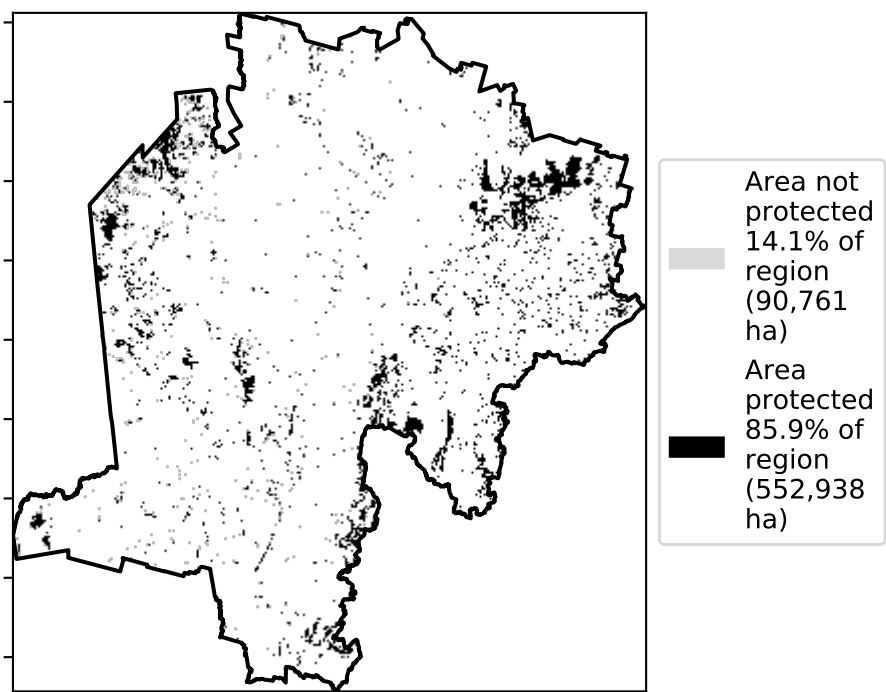 Area not
protected
14.1% of
region
(90,761
ha)
Area
protected
85.9% of
region
(552,938
ha)